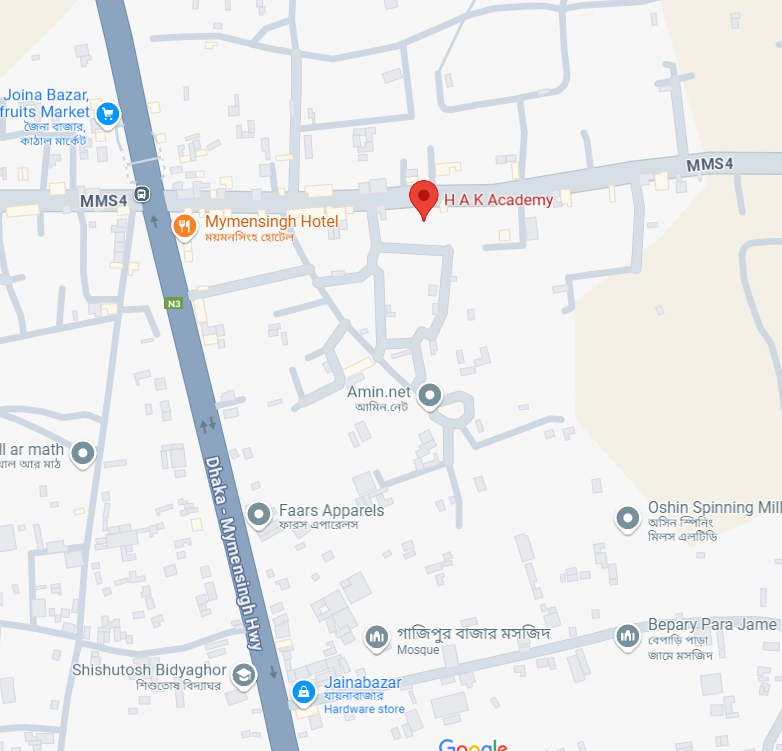 Joina Bazar,
fruits Market
জৈনা বাজার,
কাঠাল মার্কেট
MMS4
MMS4
H A K Academy
Mymensingh Hotel
ময়মনসিংহ হোটেল
N3
Amin.net
আমিন.নেট
ll ar math
য়াল আর মাঠ
Dhaka - Mymensingh Hwy
Faars Apparels
ফারস এপারেলস
Oshin Spinning Mill
অসিন স্পিনিং
মিলস এলটিডি
গাজিপুর বাজার মসজিদ
Mosque
Bepary Para Jame
বেপাড়ি পাড়া
জামে মসজিদ
Shishutosh Bidyaghor
শিশুতোষ বিদ্যাঘর
Jainabazar
যায়নাবাজার
Hardware store
Google